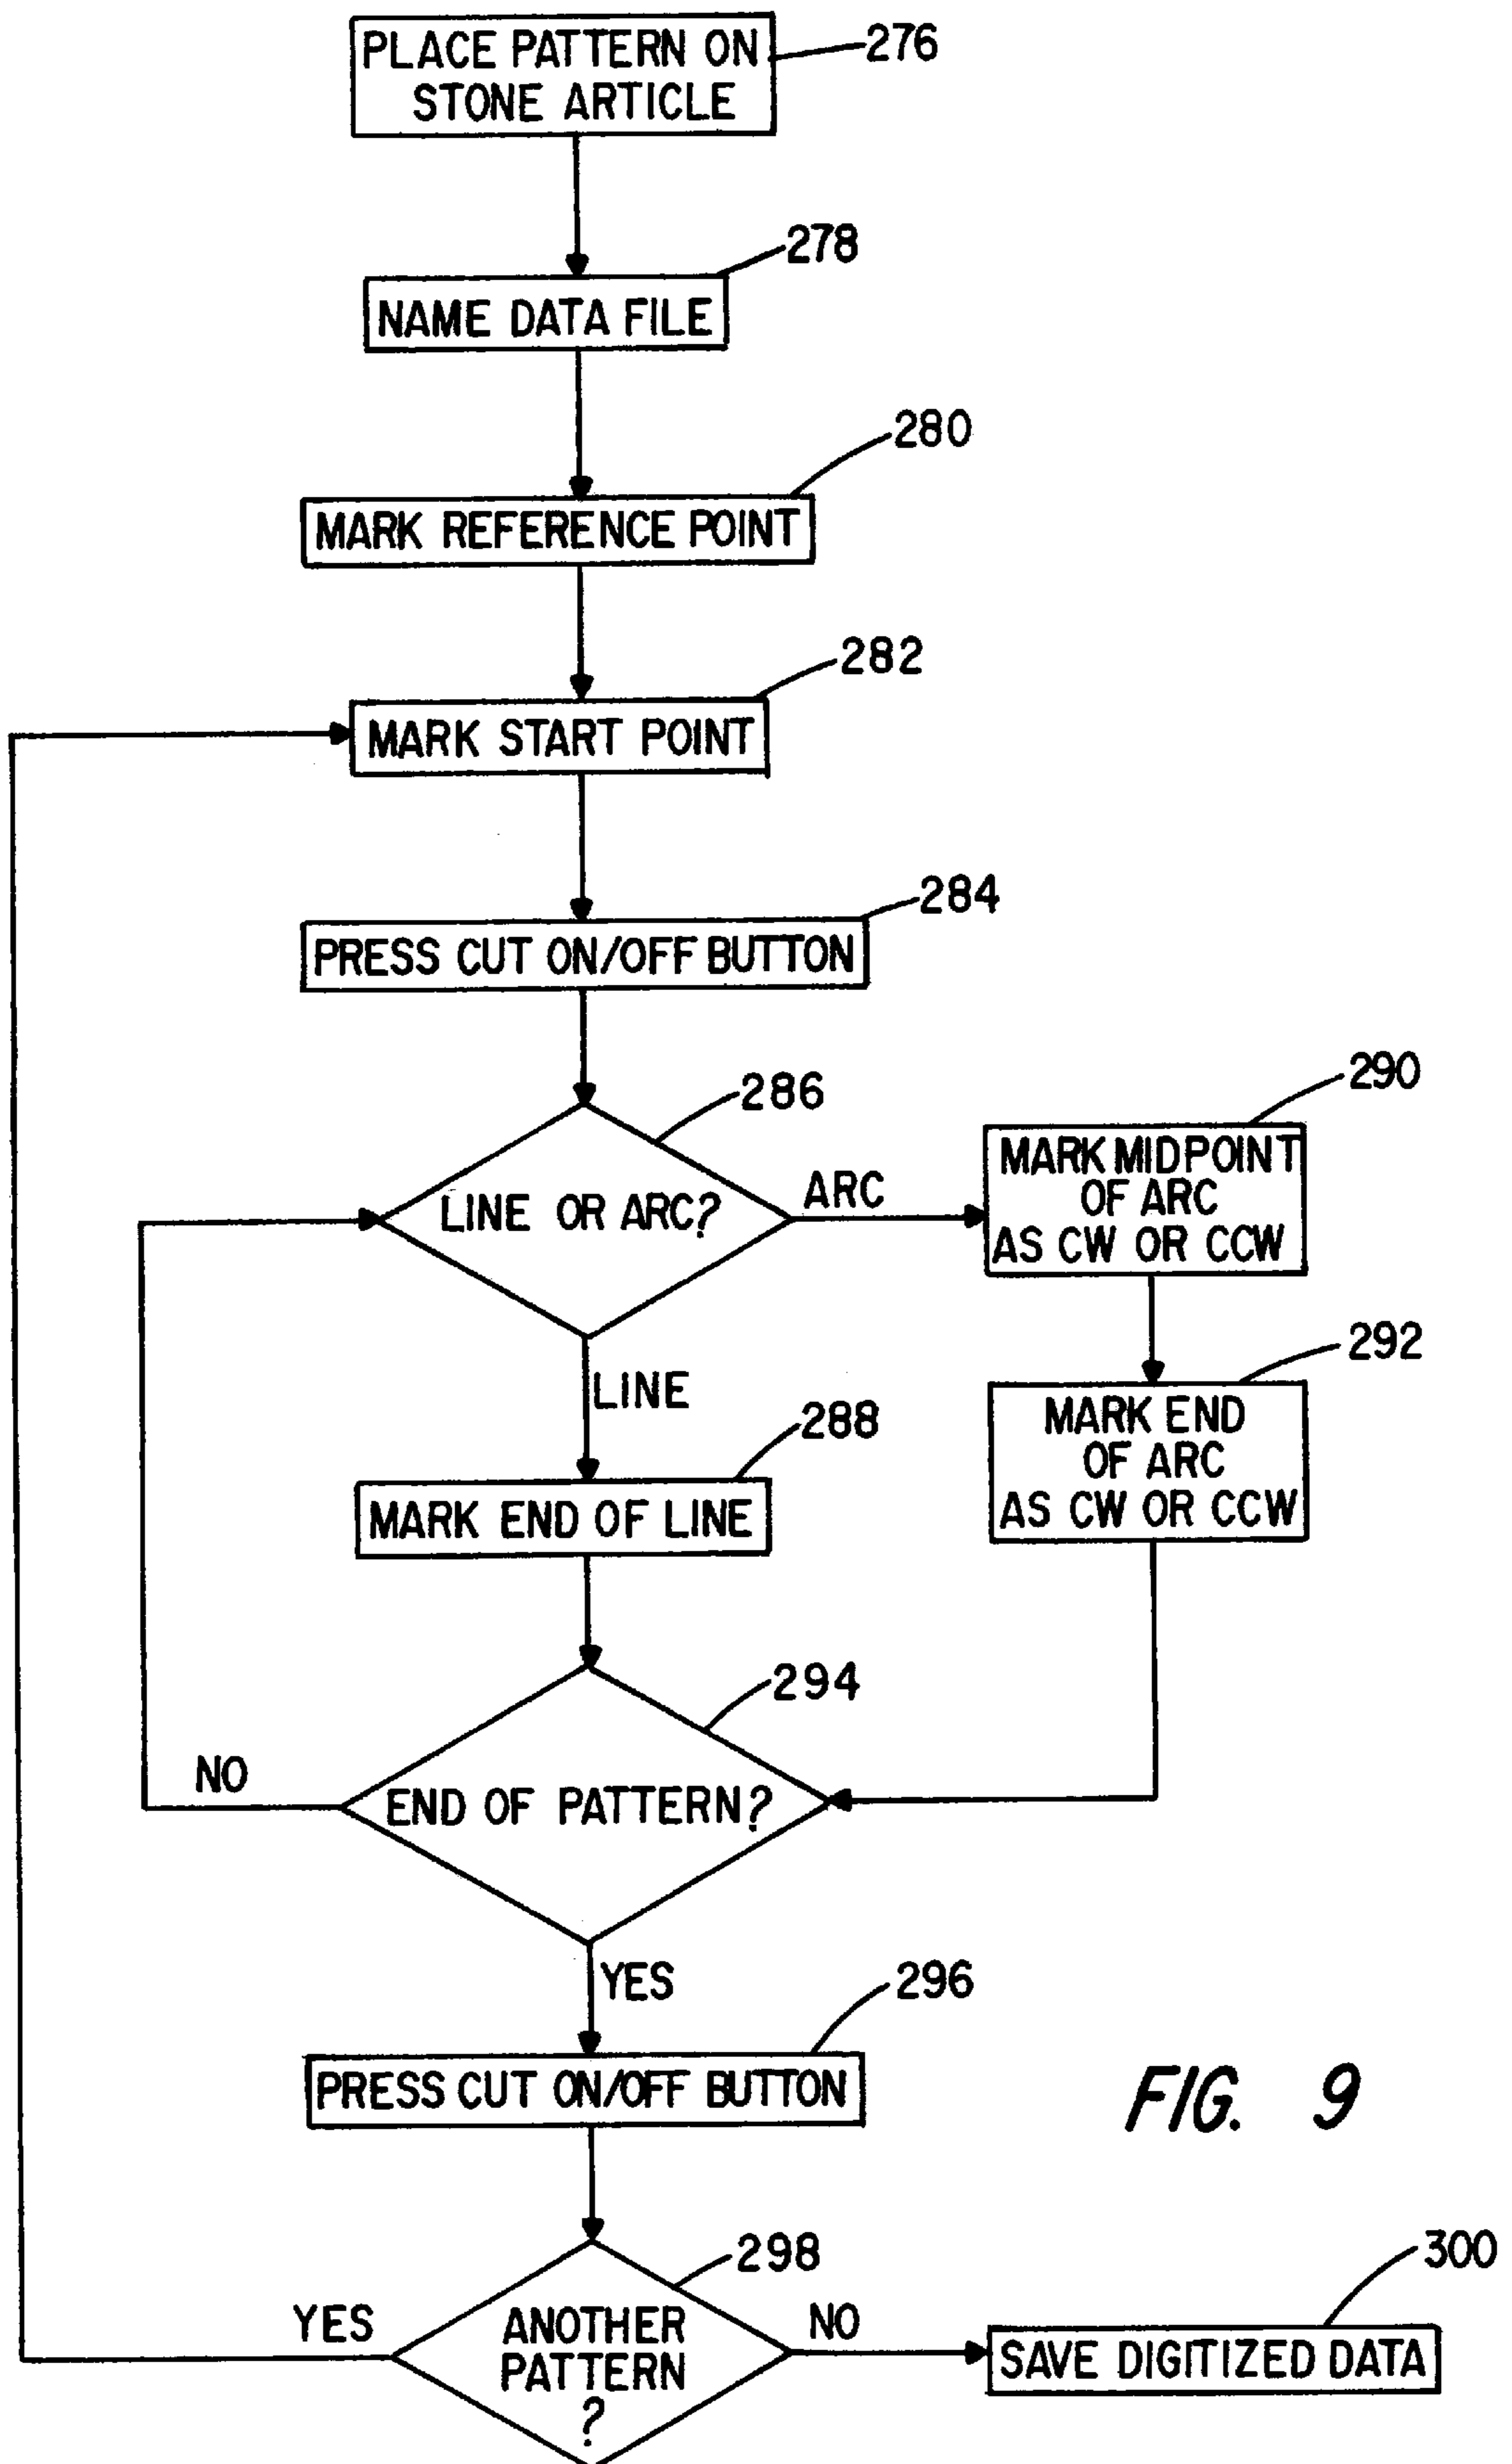 PLACE PATTERN ON
STONE ARTICLE
276
278
NAME DATA FILE
280
MARK REFERENCE POINT
282
MARK START POINT
284
PRESS CUT ON/OFF BUTTON
286
LINE OR ARC?
ARC
290
MARK MIDPOINT
OF ARC
AS CW OR CCW
LINE
292
MARK END
OF ARC
AS CW OR CCW
288
MARK END OF LINE
294
END OF PATTERN?
NO
YES
296
PRESS CUT ON/OFF BUTTON
FIG. 9
298
ANOTHER
PATTERN
?
YES
NO
300
SAVE DIGITIZED DATA